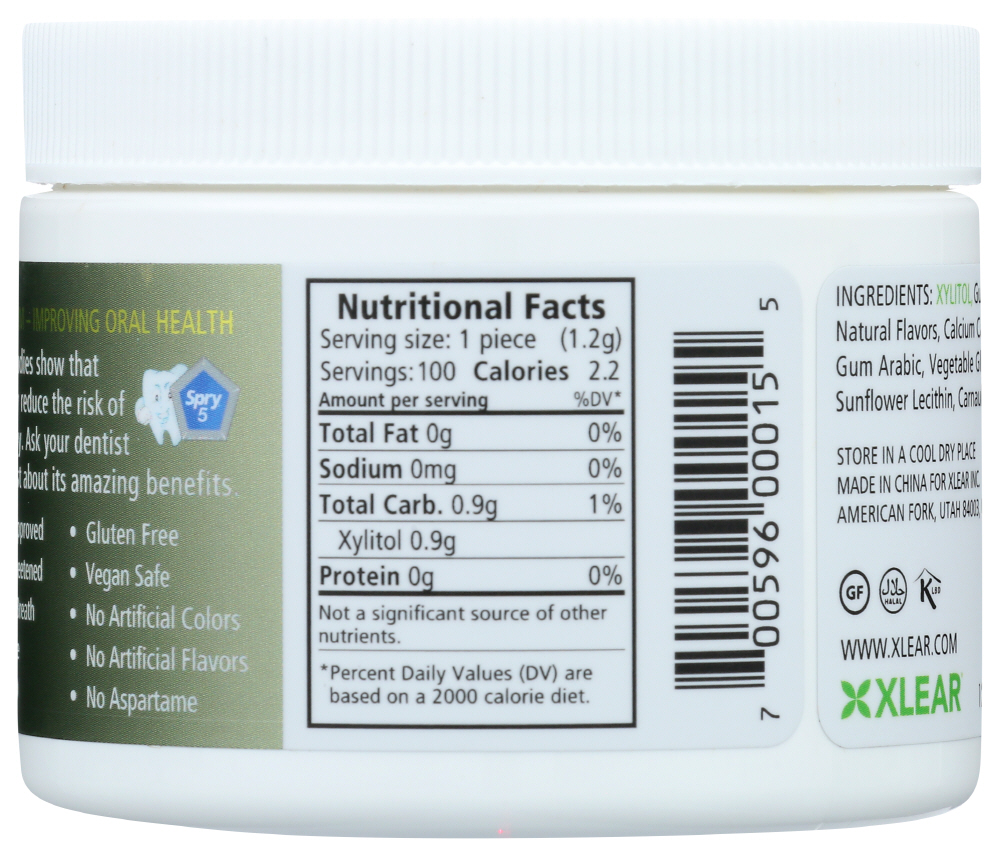 – IMPROVING ORAL HEALTH
show that
reduce the risk of
Ask your dentist
about its amazing benefits.
Spry
5
• Gluten Free
• Vegan Safe
• No Artificial Colors
• No Artificial Flavors
• No Aspartame
Nutritional Facts
Serving size: 1 piece (1.2g)
Servings: 100 Calories 2.2
Amount per serving %DV*
Total Fat 0g 0%
Sodium 0mg 0%
Total Carb. 0.9g 1%
Xylitol 0.9g
Protein 0g 0%
Not a significant source of other
nutrients.
*Percent Daily Values (DV) are
based on a 2000 calorie diet.
7 00596 00015 5
INGREDIENTS: XYLITOL,
Natural Flavors, Calcium
Gum Arabic, Vegetable
Sunflower Lecithin,
STORE IN A COOL DRY PLACE
MADE IN CHINA FOR XLEAR INC.
AMERICAN FORK, UTAH 84003,
GF
HALAL
K
WWW.XLEAR.COM
XLEAR